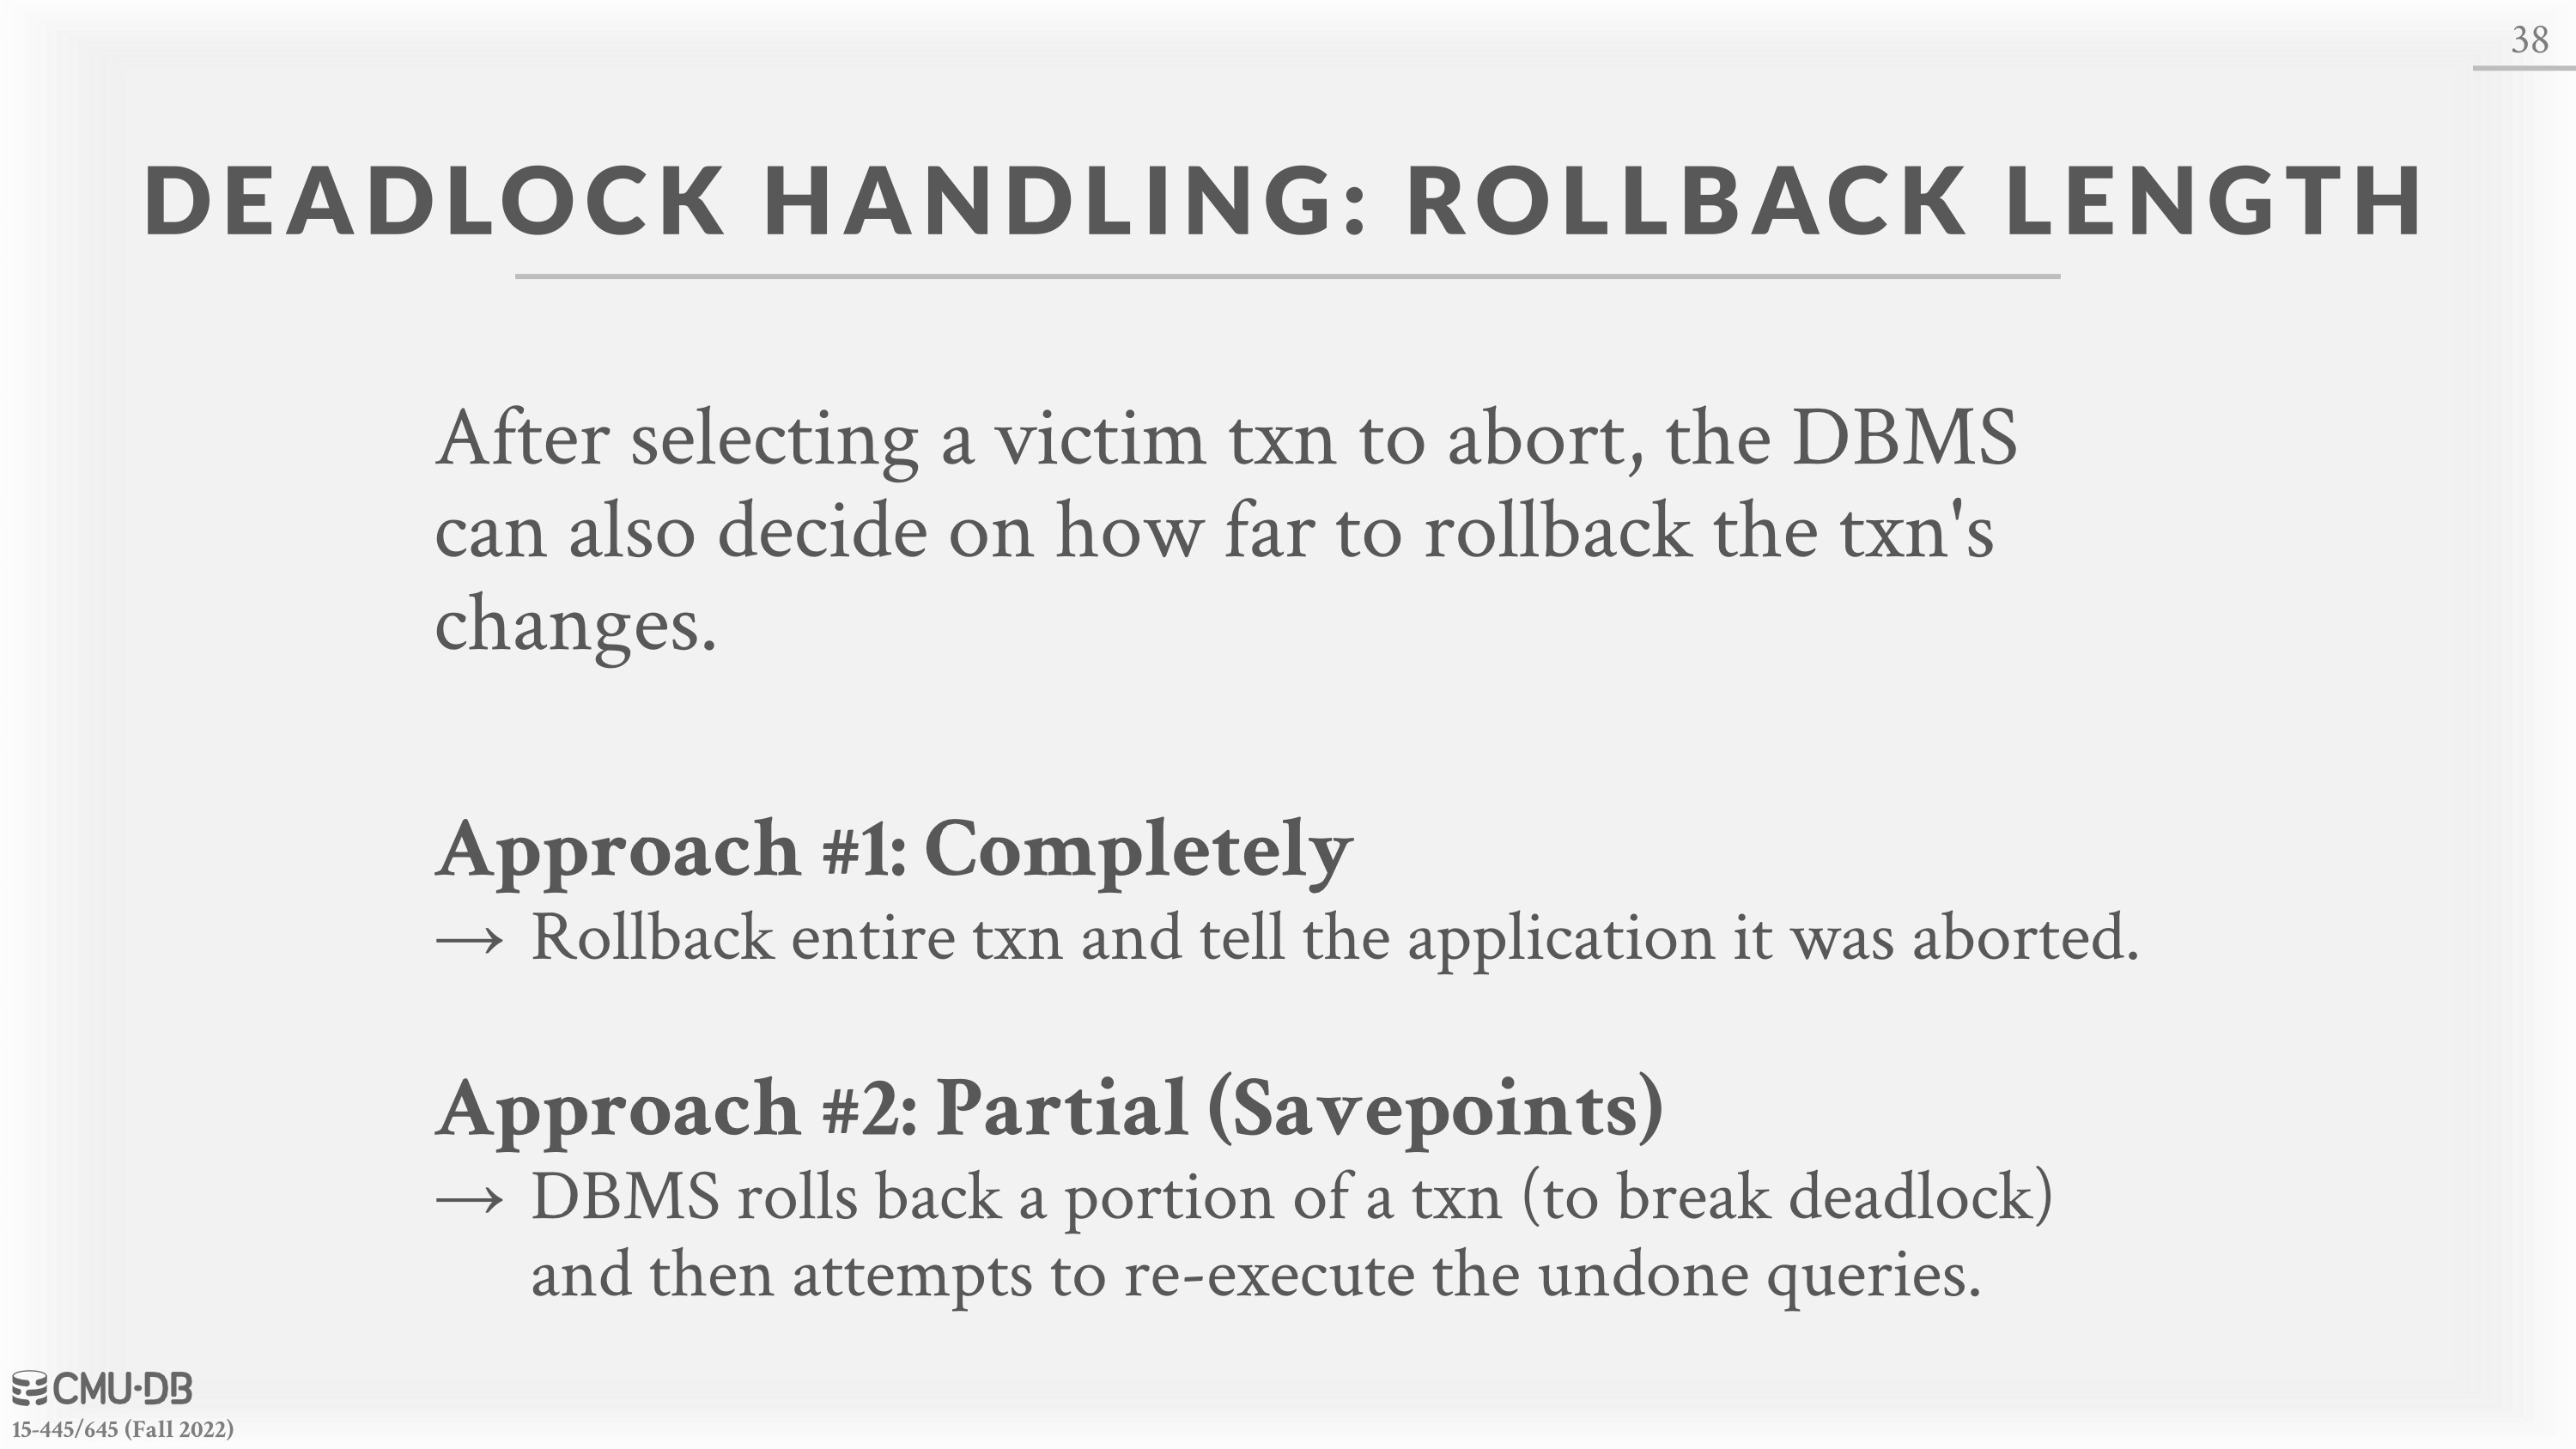 38
DEADLOCK HANDLING: ROLLBACK LENGTH
After selecting a victim txn to abort, the DBMS
can also decide on how far to rollback the txn's
changes.
Approach #1: Completely
→ Rollback entire txn and tell the application it was aborted.
Approach #2: Partial (Savepoints)
→ DBMS rolls back a portion of a txn (to break deadlock)
and then attempts to re-execute the undone queries.
CMU·DB
15-445/645 (Fall 2022)